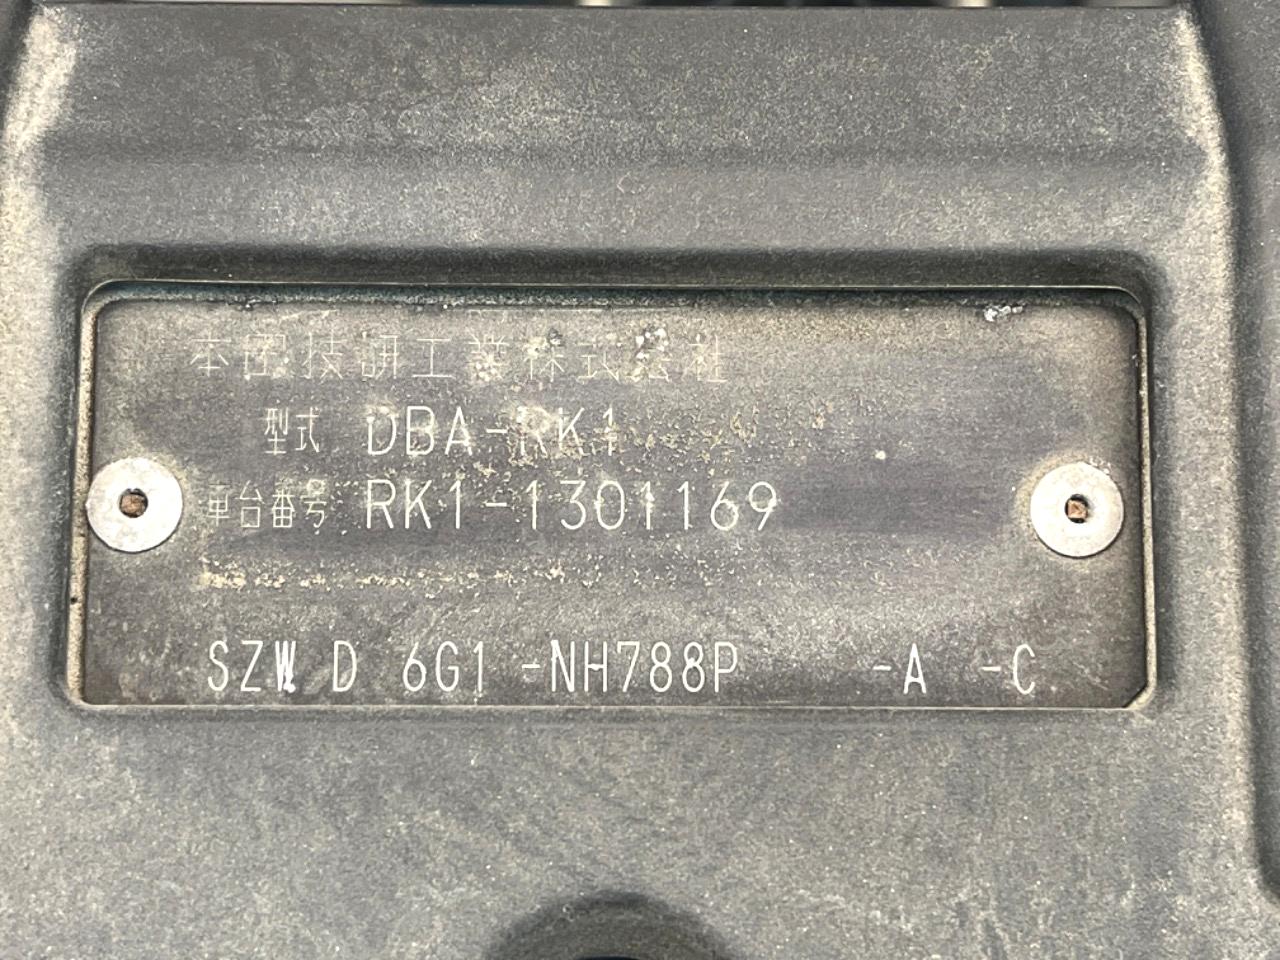 本田技研工業株式会社
型式 DBA-RK1
車台番号 RK1-1301169
SZW D 6G1 -NH788P -A -C